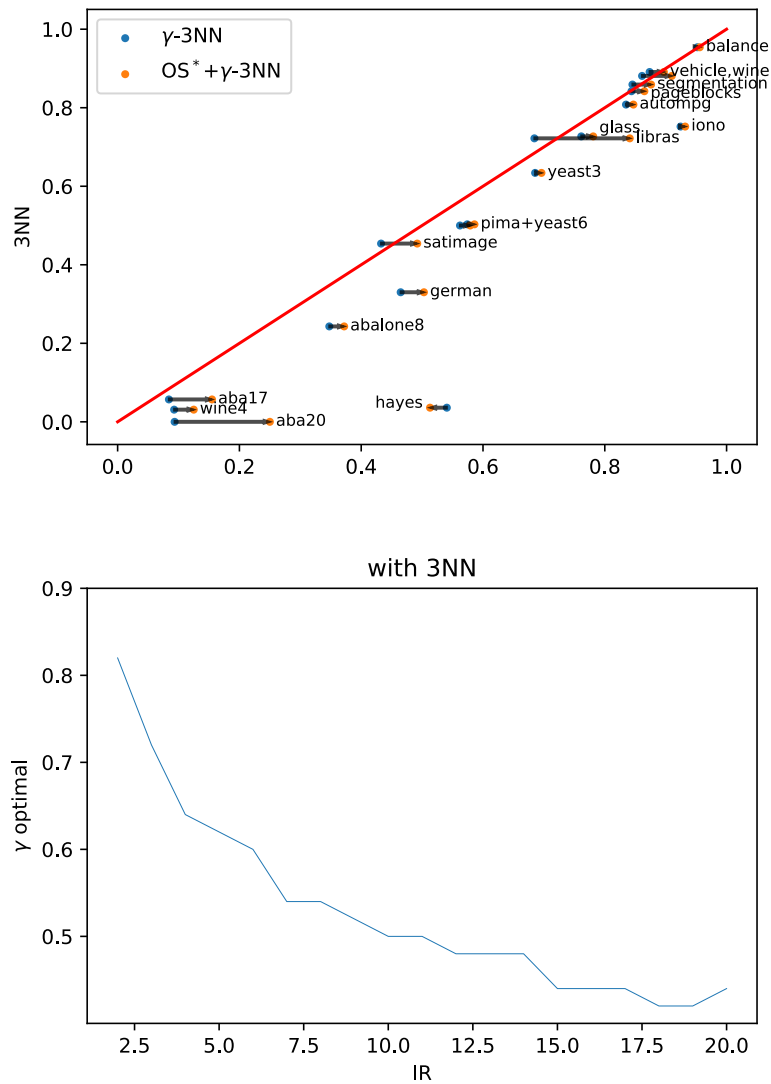 γ-3NN
OS*+γ-3NN
balance
vehicle,wine
segmentation
pageblocks
autompg
iono
glass
libras
yeast3
pima+yeast6
satimage
german
abalone8
hayes
aba17
wine4
aba20
3NN
1.0
0.8
0.6
0.4
0.2
0.0
0.0 0.2 0.4 0.6 0.8 1.0
with 3NN
γ optimal
0.9
0.8
0.7
0.6
0.5
2.5 5.0 7.5 10.0 12.5 15.0 17.5 20.0
IR